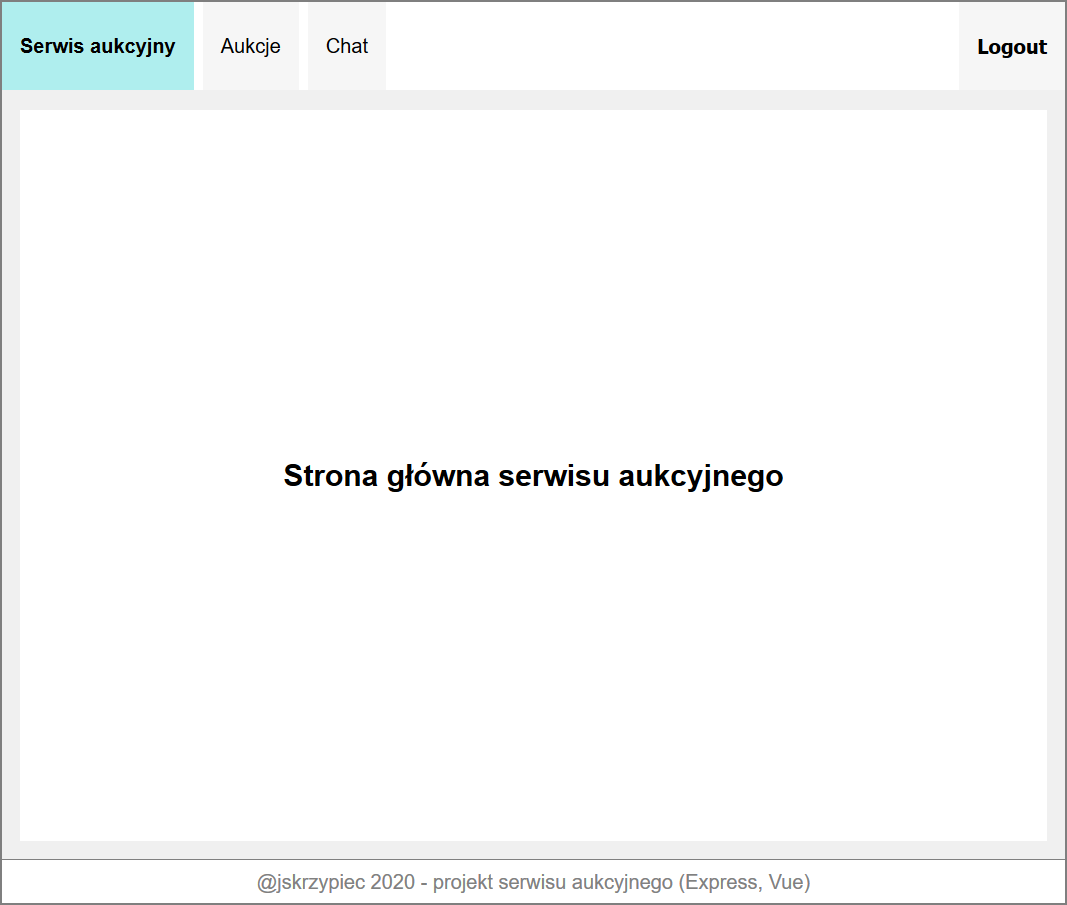 Serwis aukcyjny
Aukcje
Chat
Logout
Strona główna serwisu aukcyjnego
@jskrzypiec 2020 - projekt serwisu aukcyjnego (Express, Vue)